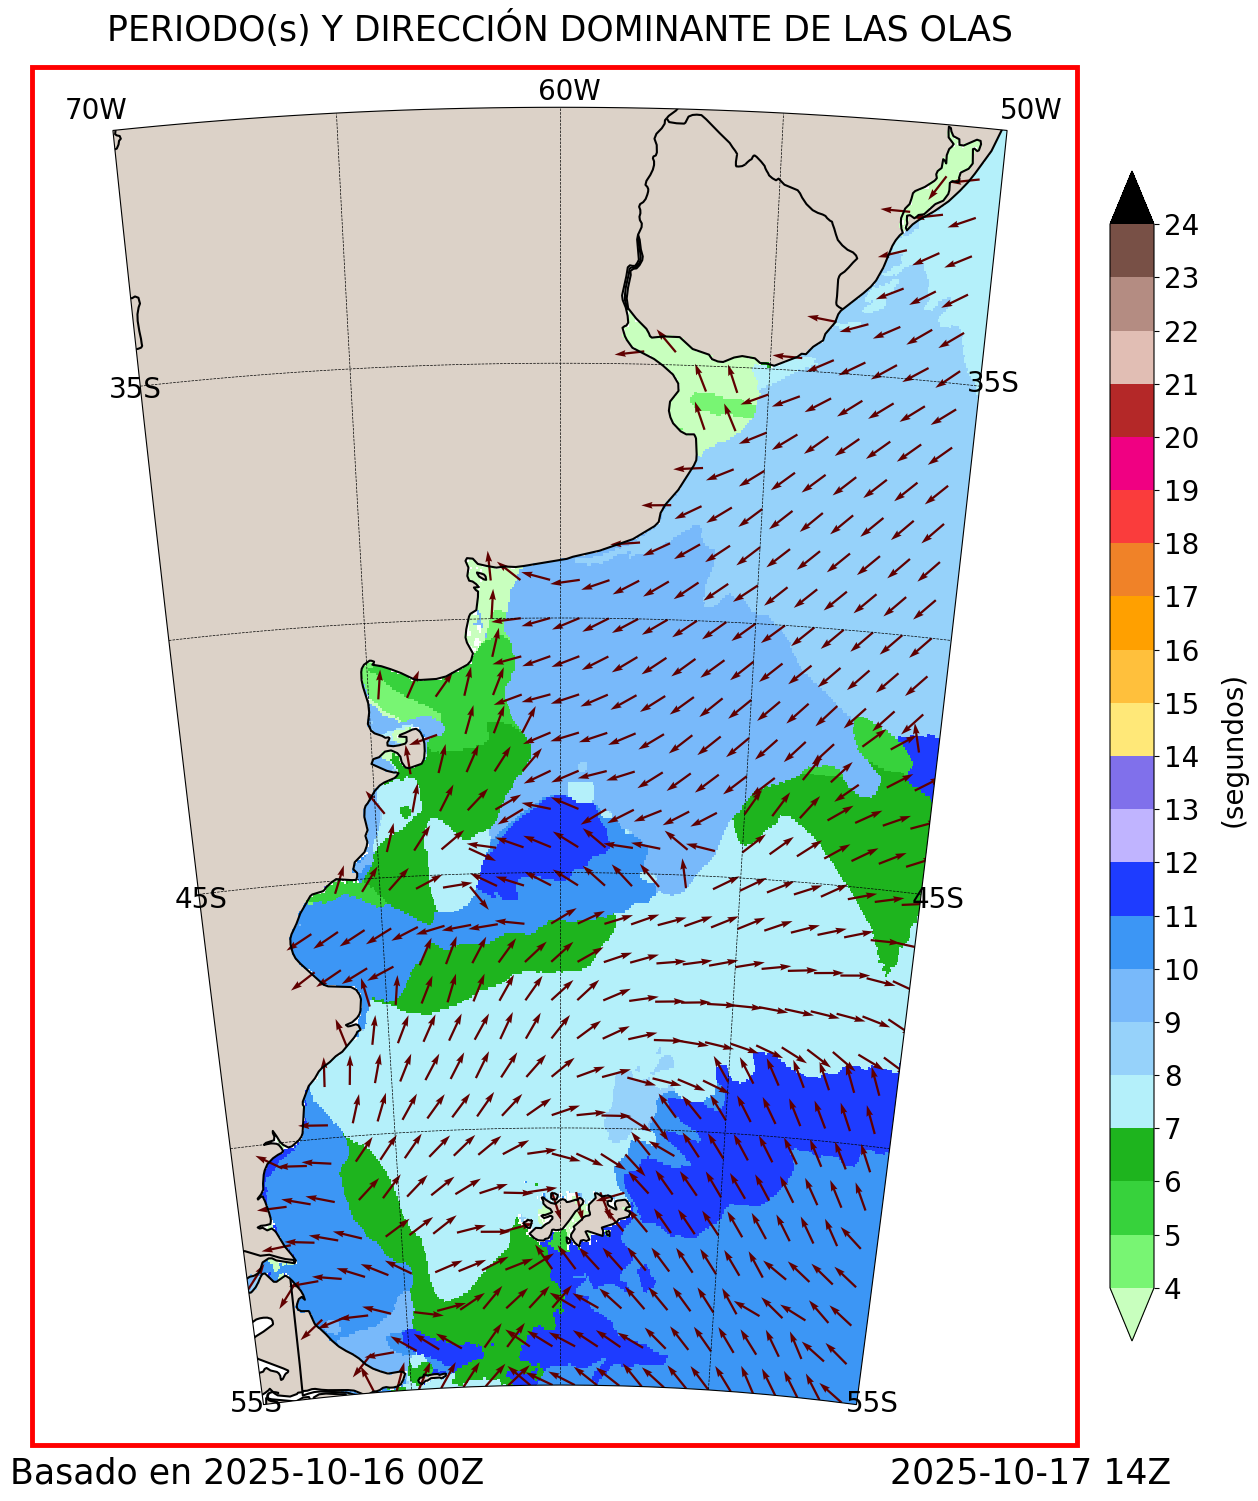 PERIODO(s) Y DIRECCIÓN DOMINANTE DE LAS OLAS
70W
60W
50W
35S
35S
45S
45S
55S
55S
24
23
22
21
20
19
18
17
16
15
14
13
12
11
10
9
8
7
6
5
4
(segundos)
Basado en 2025-10-16 00Z
2025-10-17 14Z